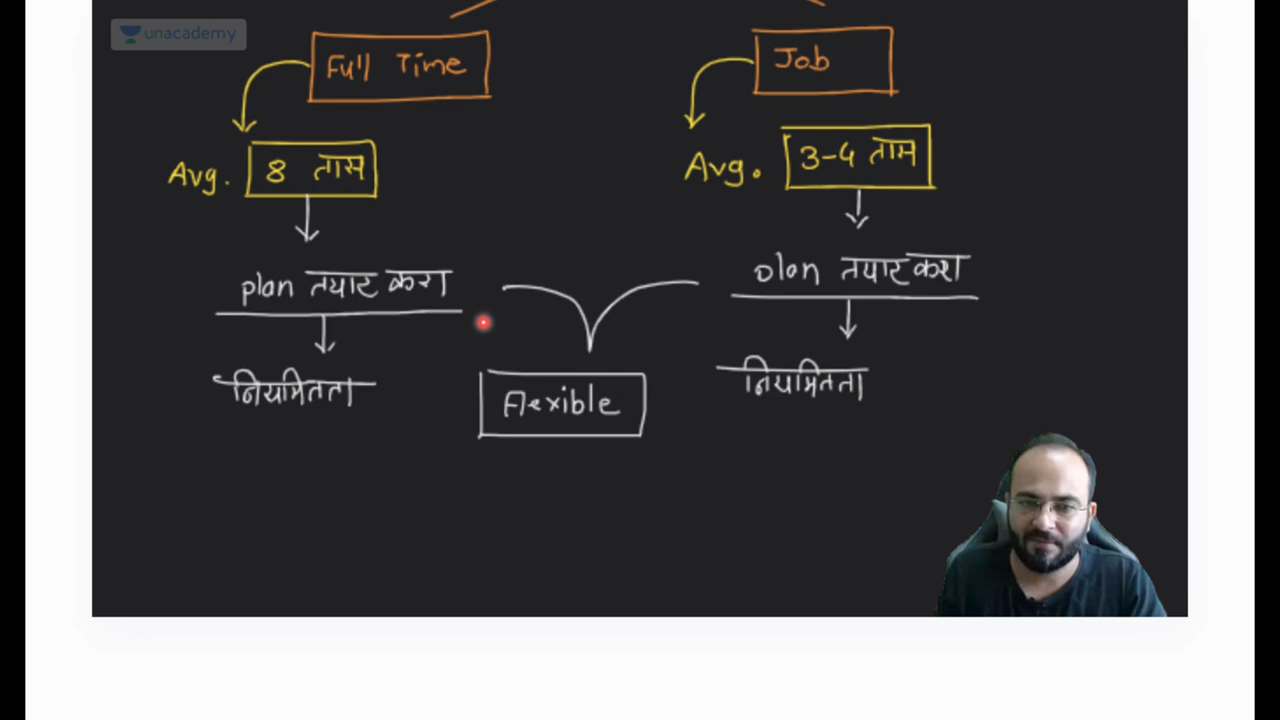 unacademy
Full Time
Job
Avg. 8 तास
Avg. 3-4 तास
plan तयार करा
plan तयार करा
नियमितता
नियमितता
Flexible